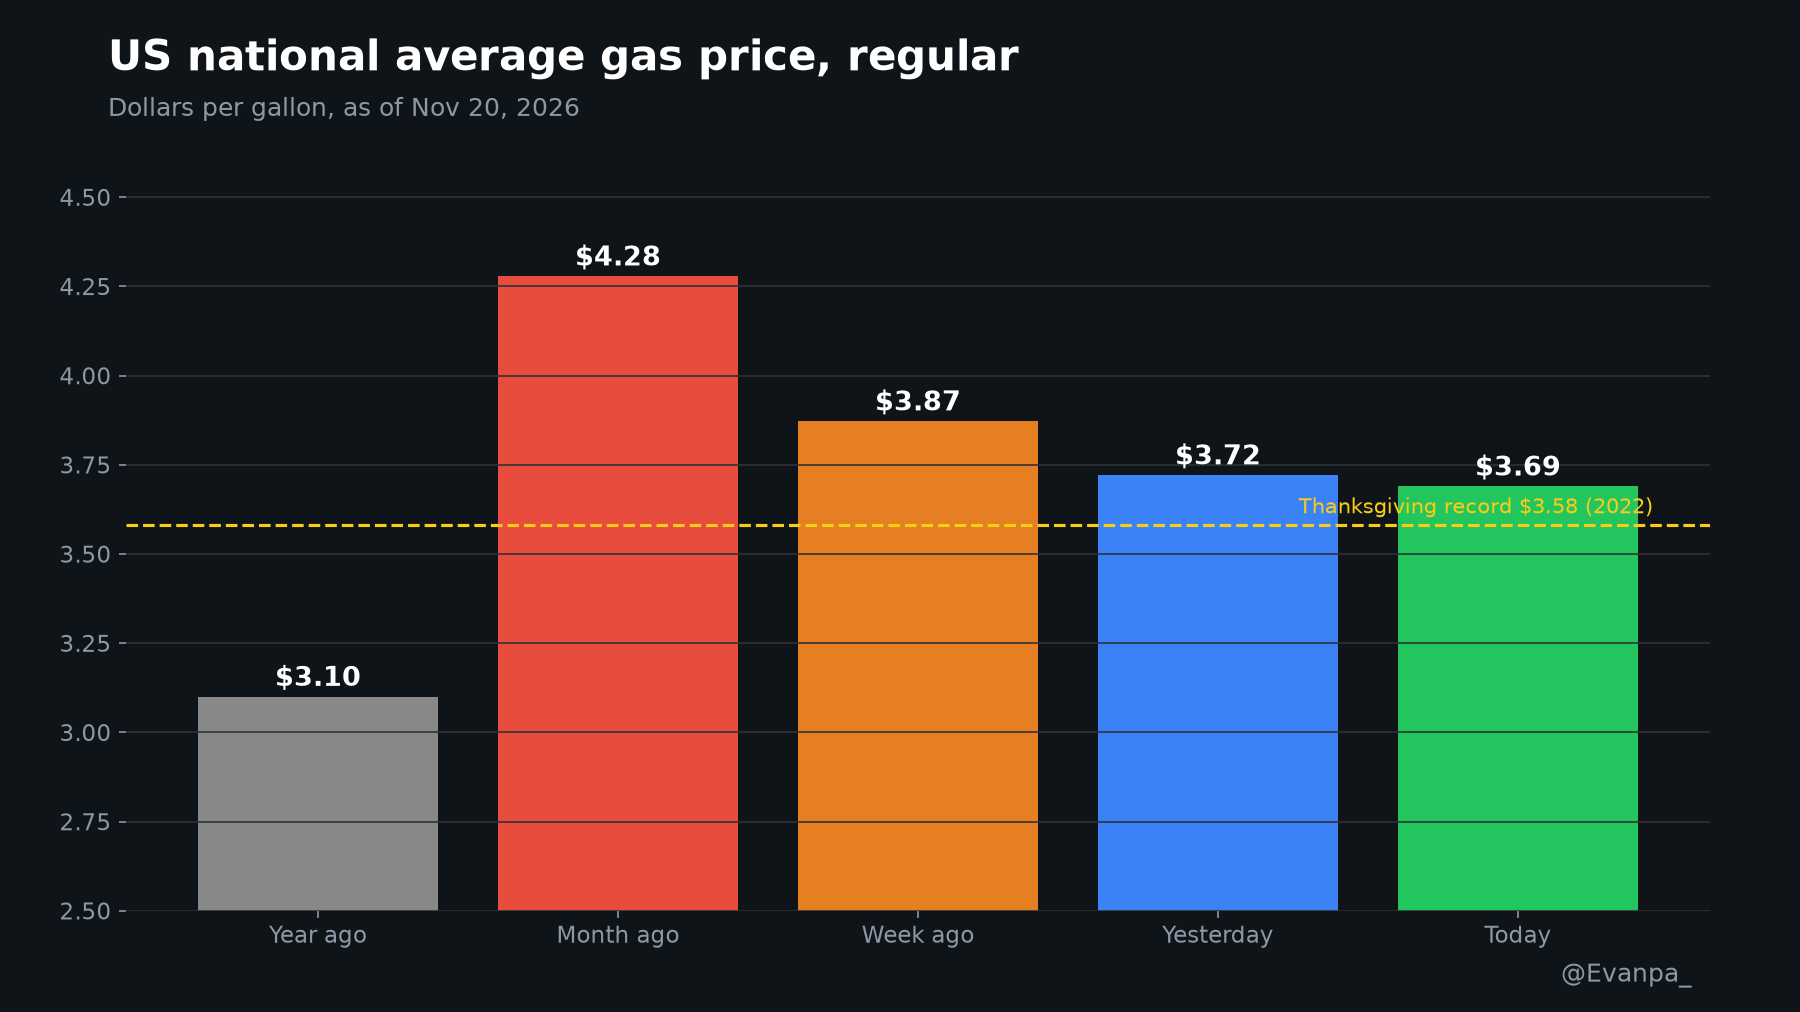 US national average gas price, regular
Dollars per gallon, as of Nov 20, 2026
4.50
4.25
4.00
3.75
3.50
3.25
3.00
2.75
2.50
$3.10
$4.28
$3.87
$3.72
$3.69
Thanksgiving record $3.58 (2022)
Year ago
Month ago
Week ago
Yesterday
Today
@Evanpa_